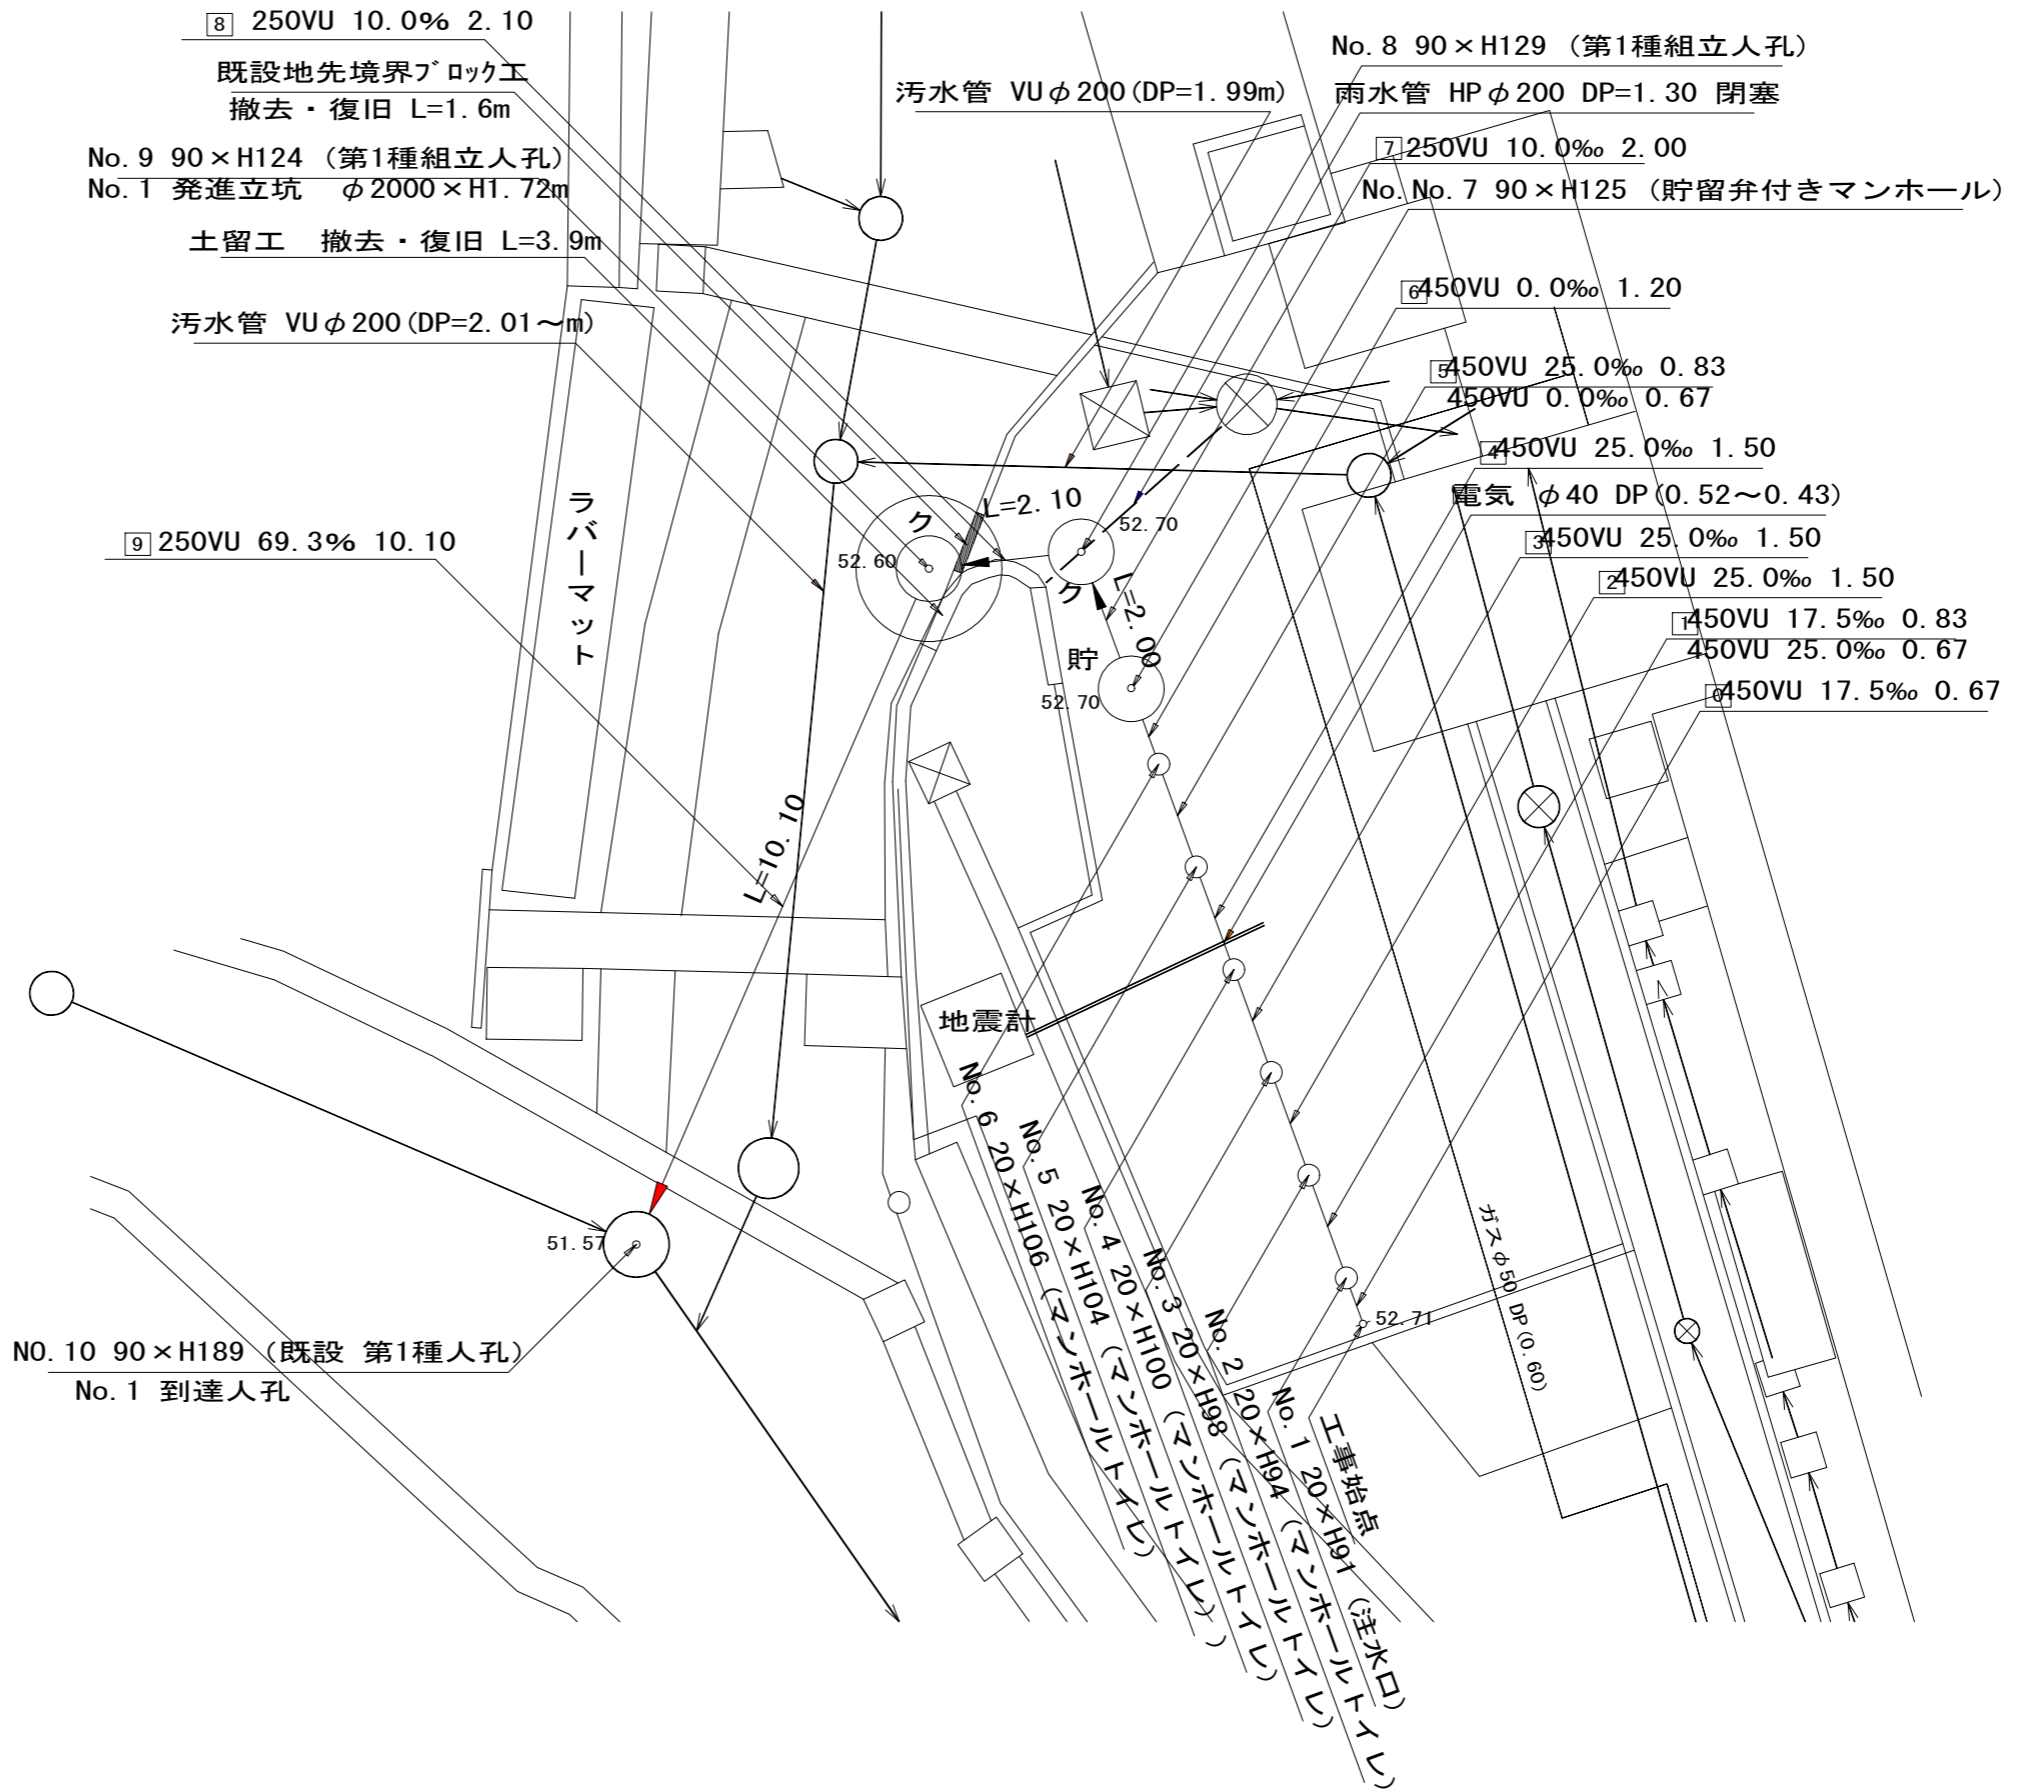 8 250VU 10.0% 2.10
既設地先境界ﾌﾞﾛｯｸ工
撤去・復旧 L=1.6m
No.9 90×H124 (第1種組立人孔)
No.1 発進立坑 φ2000×H1.72m
土留工 撤去・復旧 L=3.9m
汚水管 VUφ200(DP=2.01～m)
9 250VU 69.3% 10.10
汚水管 VUφ200(DP=1.99m)
No.8 90×H129 (第1種組立人孔)
雨水管 HPφ200 DP=1.30 閉塞
7 250VU 10.0‰ 2.00
No.No.7 90×H125 (貯留弁付きマンホール)
6 450VU 0.0‰ 1.20
5 450VU 25.0‰ 0.83
450VU 0.0‰ 0.67
4 450VU 25.0‰ 1.50
電気 φ40 DP(0.52～0.43)
3 450VU 25.0‰ 1.50
2 450VU 25.0‰ 1.50
1 450VU 17.5‰ 0.83
450VU 25.0‰ 0.67
0 450VU 17.5‰ 0.67
ラバーマット
ク
L=2.10
52.70
52.60
ク
L=2.00
貯
52.70
L=10.10
地震計
51.57
NO.10 90×H189 (既設 第1種人孔)
No.1 到達人孔
No.6 20×H106 (マンホールトイレ)
No.5 20×H104 (マンホールトイレ)
No.4 20×H100 (マンホールトイレ)
No.3 20×H98 (マンホールトイレ)
No.2 20×H94 (マンホールトイレ)
No.1 20×H91 (注水口)
工事始点
52.71
ガスφ50 DP(0.60)